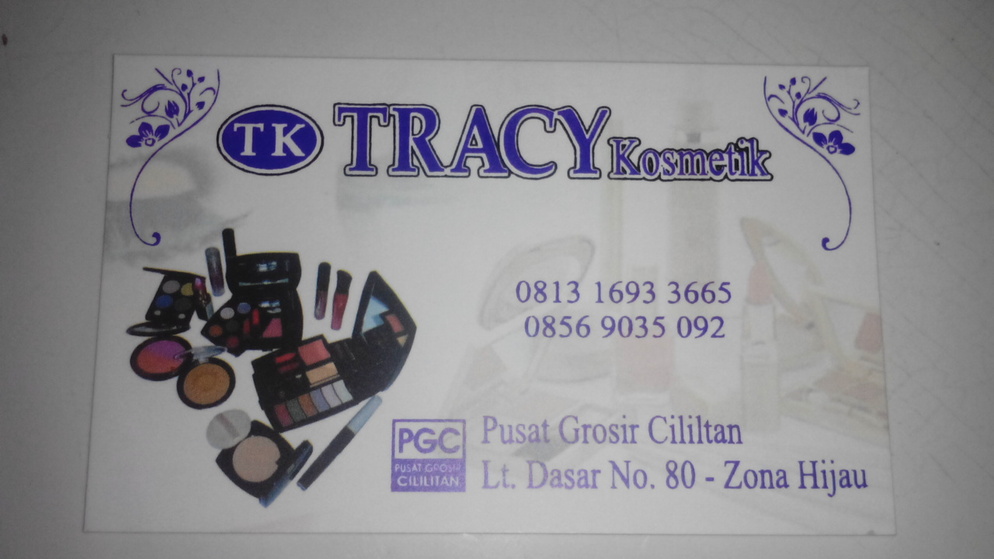 TK TRACY Kosmetik
0813 1693 3665
0856 9035 092
PGC
PUSAT GROSIR
CILILITAN
Pusat Grosir Cililtan
Lt. Dasar No. 80 - Zona Hijau